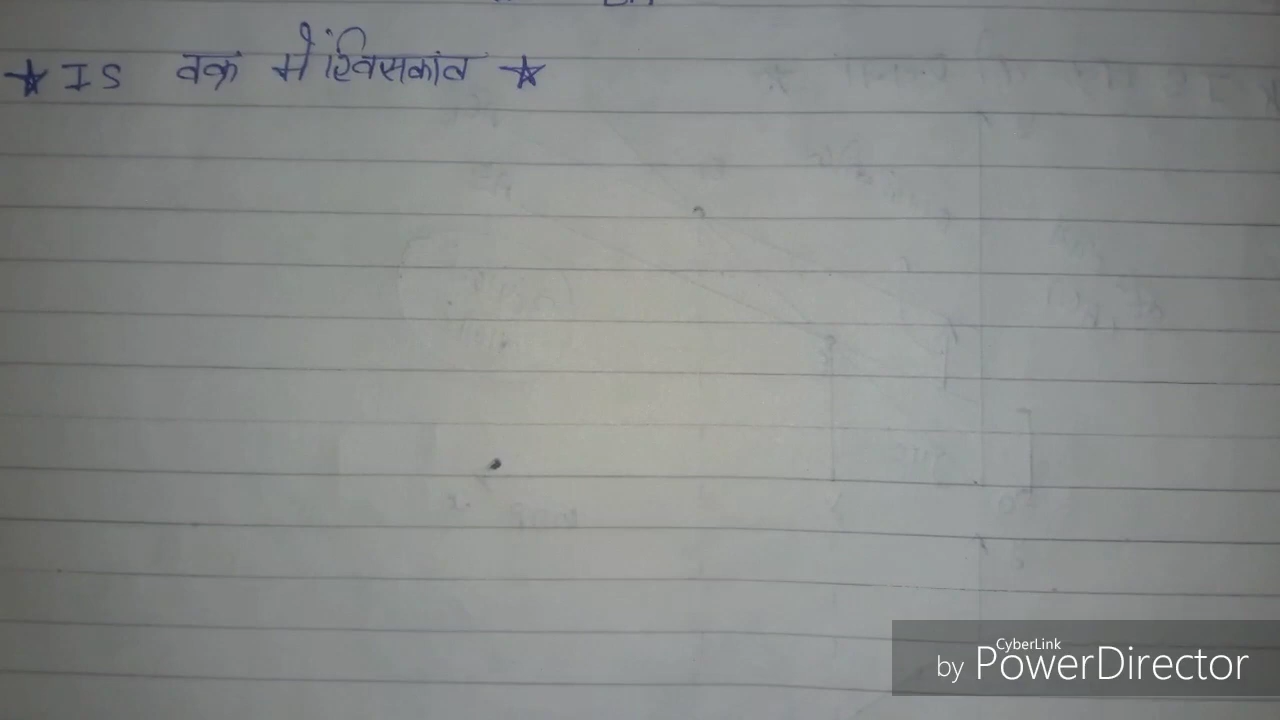 ★ IS वक्र में खिसकाव ★
CyberLink
by PowerDirector